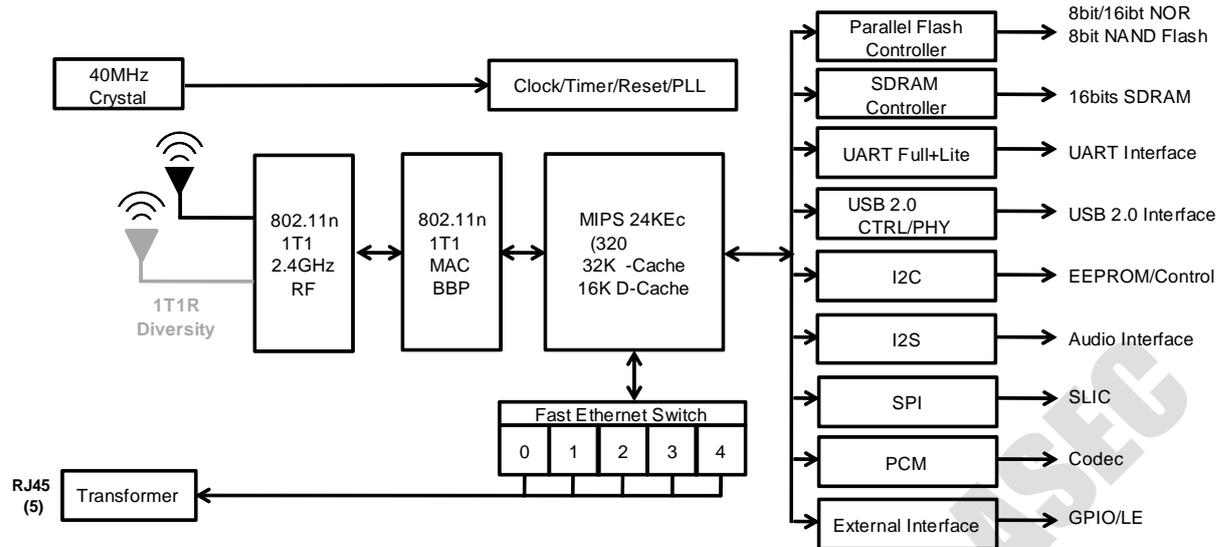 8bit/16ibt NOR
8bit NAND Flash
Parallel Flash
Controller
40MHz
Crystal
Clock/Timer/Reset/PLL
SDRAM
Controller
16bits SDRAM
UART Full+Lite
UART Interface
802.11n
1T1
2.4GHz
RF
802.11n
1T1
MAC
BBP
MIPS 24KEc
(320
32K -Cache
16K D-Cache
USB 2.0
CTRL/PHY
USB 2.0 Interface
I2C
EEPROM/Control
1T1R
Diversity
I2S
Audio Interface
SPI
SLIC
Fast Ethernet Switch
0 1 2 3 4
PCM
Codec
RJ45
(5)
Transformer
External Interface
GPIO/LE
ASEC